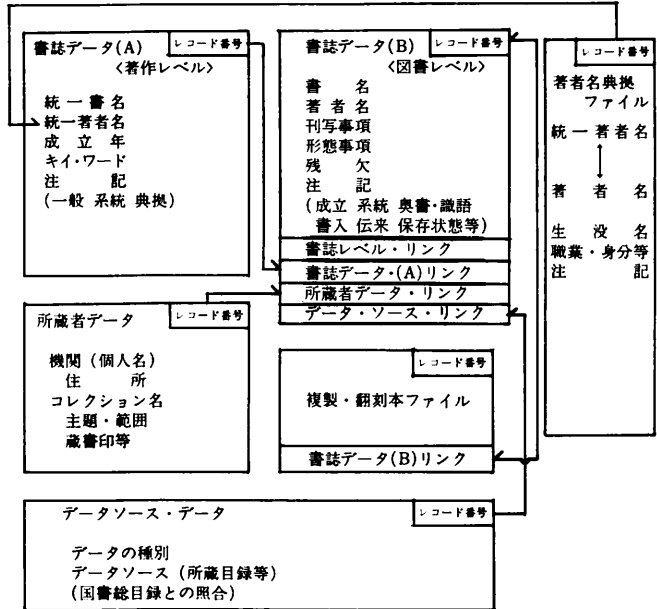 書誌データ(A)
レコード番号
<著作レベル>
統一書名
統一著者名
成立年
キイ・ワード
注記
(一般 系統 典拠)
書誌データ(B)
レコード番号
<図書レベル>
書名
著者名
刊写事項
形態事項
残欠
注記
(成立 系統 奥書・識語
書入 伝来 保存状態等)
書誌レベル・リンク
書誌データ・(A)リンク
所蔵者データ・リンク
データ・ソース・リンク
レコード番号
著者名典拠
ファイル
統一著者名
著者名
生没名
職業・身分等
注記
所蔵者データ
レコード番号
機関(個人名)
住所
コレクション名
主題・範囲
蔵書印等
レコード番号
複製・翻刻本ファイル
書誌データ(B)リンク
データソース・データ
レコード番号
データの種別
データソース(所蔵目録等)
(国書総目録との照合)